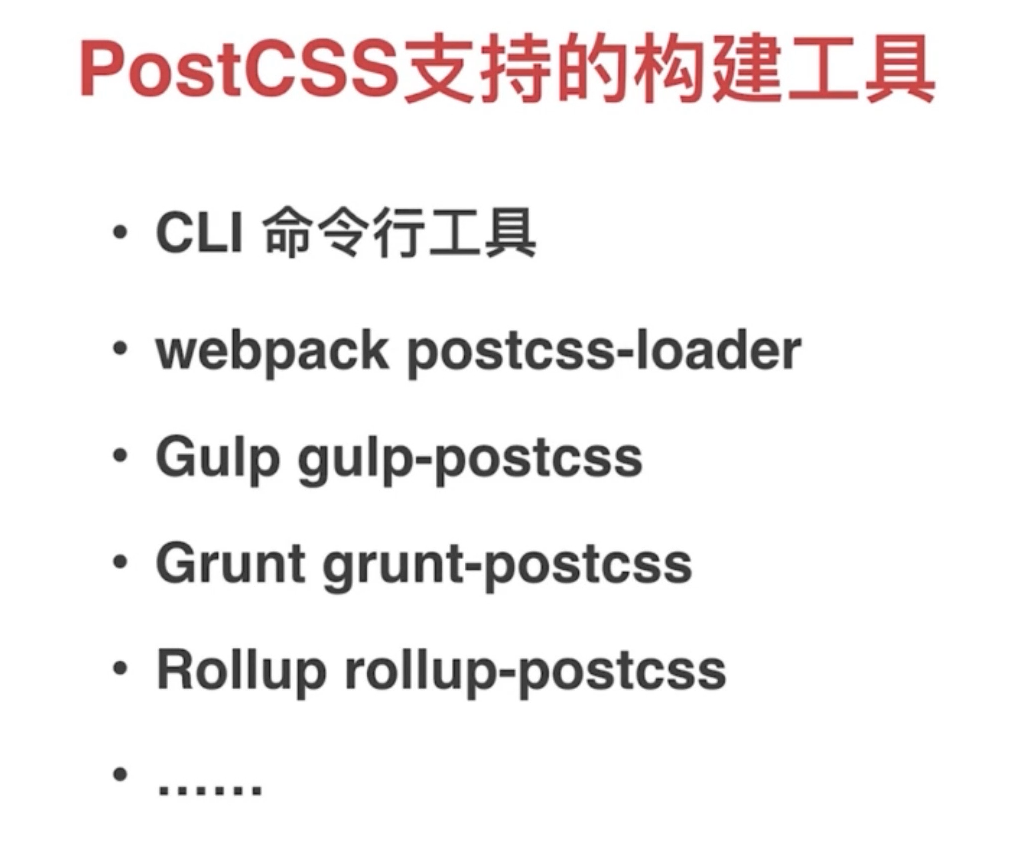 PostCSS支持的构建工具
• CLI 命令行工具
• webpack postcss-loader
• Gulp gulp-postcss
• Grunt grunt-postcss
• Rollup rollup-postcss
• ……